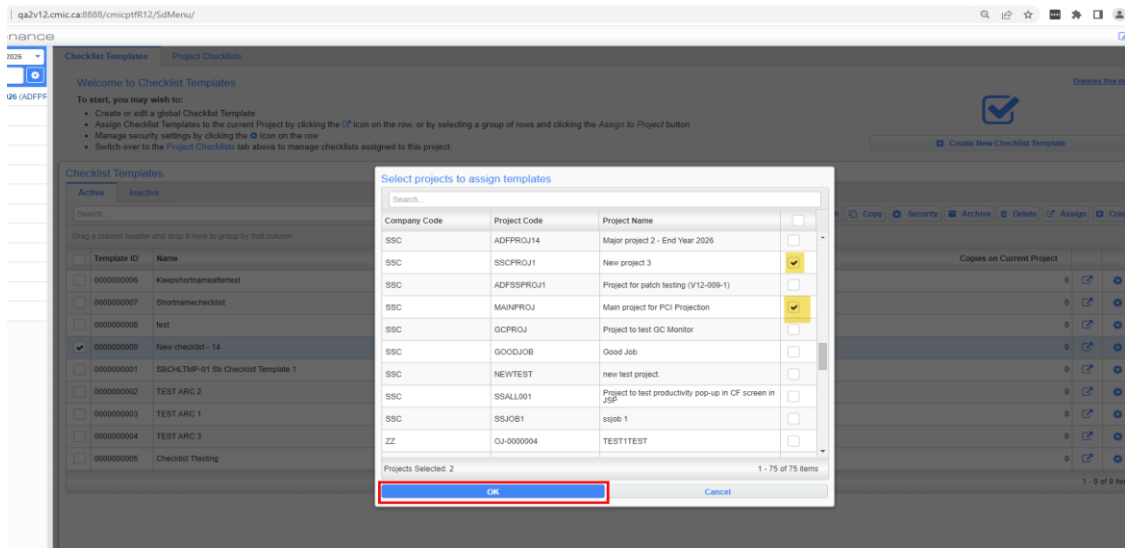 qa2v12.cmic.ca:8888/cmicptfR12/SdMenu/
nance
2026
Checklist Templates Project Checklists
026 (ADFPR
Welcome to Checklist Templates
Dismiss this
To start, you may wish to:
Create or edit a global Checklist Template
Assign Checklist Templates to the current Project by clicking the icon on the row, or by selecting a group of rows and clicking the Assign to Project button
Manage security settings by clicking the icon on the row
Switch over to the Project Checklists tab above to manage checklists assigned to this project.
Create New Checklist Template
Checklist Templates
Active Inactive
Search...
Copy Security Archive Delete Assign Crea
Drag a column header and drop it here to group by that column
Template ID Name Copies on Current Project
0000000006 Keepshortnameaftertest 0
0000000007 Shortnamechecklist 0
0000000008 test 0
0000000009 New checklist - 14 0
0000000001 SBCHLTMP-01 Sb Checklist Template 1 0
0000000002 TEST ARC 2 0
0000000003 TEST ARC 1 0
0000000004 TEST ARC 3 0
0000000005 Checklist Ttesting 0
1 - 9 of 9 ite
Select projects to assign templates
Search...
Company Code Project Code Project Name
SSC ADFPROJ14 Major project 2 - End Year 2026
SSC SSCPROJ1 New project 3
SSC ADFSSPROJ1 Project for patch testing (V12-009-1)
SSC MAINPROJ Main project for PCI Projection
SSC GCPROJ Project to test GC Monitor
SSC GOODJOB Good Job
SSC NEWTEST new test project.
SSC SSALL001 Project to test productivity pop-up in CF screen in
JSP
SSC SSJOB1 ssjob 1
ZZ OJ-0000004 TEST1TEST
Projects Selected: 2 1 - 75 of 75 items
OK Cancel